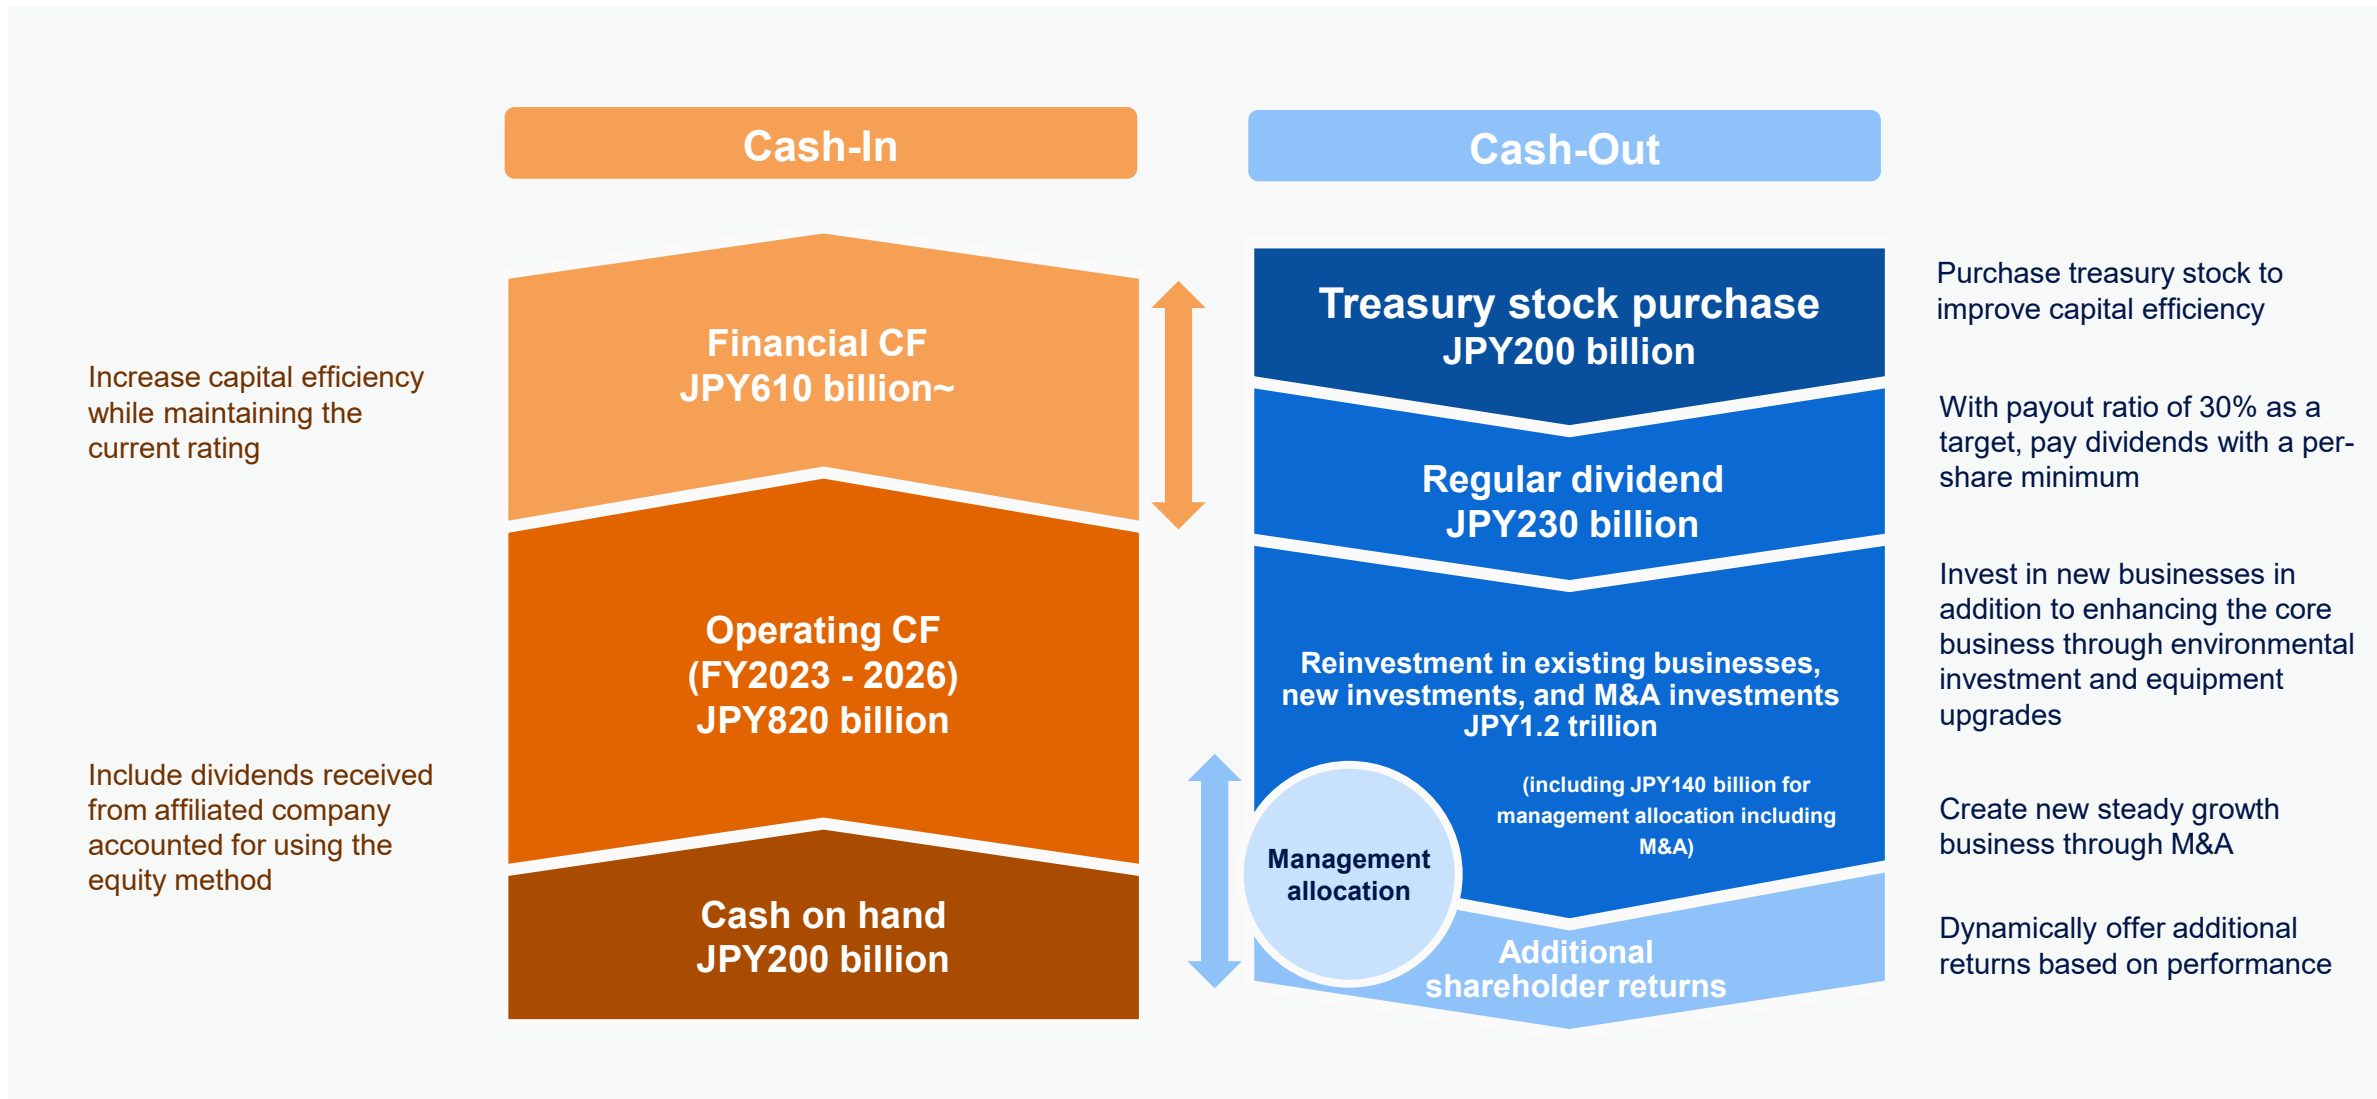 Cash-In
Cash-Out
Increase capital efficiency
while maintaining the
current rating
Include dividends received
from affiliated company
accounted for using the
equity method
Financial CF
JPY610 billion~
Operating CF
(FY2023 - 2026)
JPY820 billion
Cash on hand
JPY200 billion
Treasury stock purchase
JPY200 billion
Regular dividend
JPY230 billion
Reinvestment in existing businesses,
new investments, and M&A investments
JPY1.2 trillion
(including JPY140 billion for
management allocation including
M&A)
Management
allocation
Additional
shareholder returns
Purchase treasury stock to
improve capital efficiency
With payout ratio of 30% as a
target, pay dividends with a per-
share minimum
Invest in new businesses in
addition to enhancing the core
business through environmental
investment and equipment
upgrades
Create new steady growth
business through M&A
Dynamically offer additional
returns based on performance